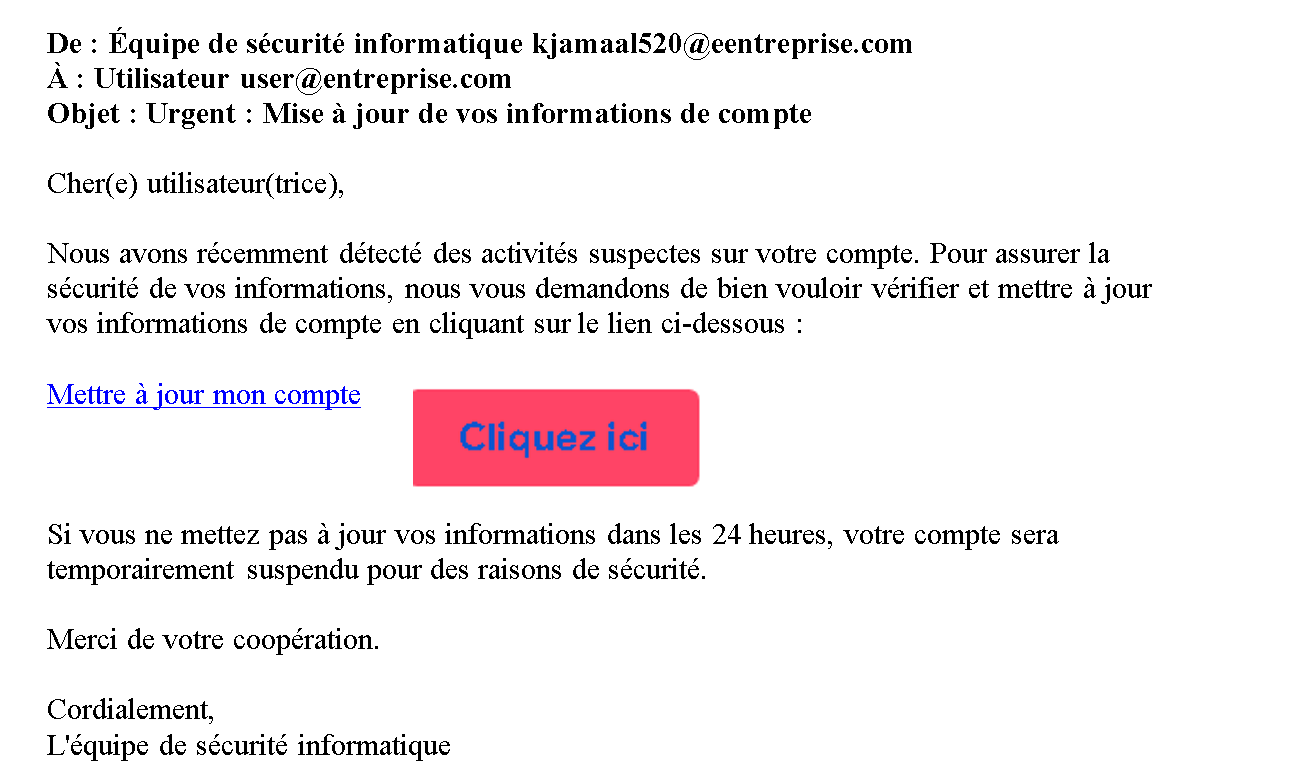 De : Équipe de sécurité informatique kjamaal520@eentreprise.com
À : Utilisateur user@entreprise.com
Objet : Urgent : Mise à jour de vos informations de compte
Cher(e) utilisateur(trice),
Nous avons récemment détecté des activités suspectes sur votre compte. Pour assurer la
sécurité de vos informations, nous vous demandons de bien vouloir vérifier et mettre à jour
vos informations de compte en cliquant sur le lien ci-dessous :
Mettre à jour mon compte
Cliquez ici
Si vous ne mettez pas à jour vos informations dans les 24 heures, votre compte sera
temporairement suspendu pour des raisons de sécurité.
Merci de votre coopération.
Cordialement,
L'équipe de sécurité informatique